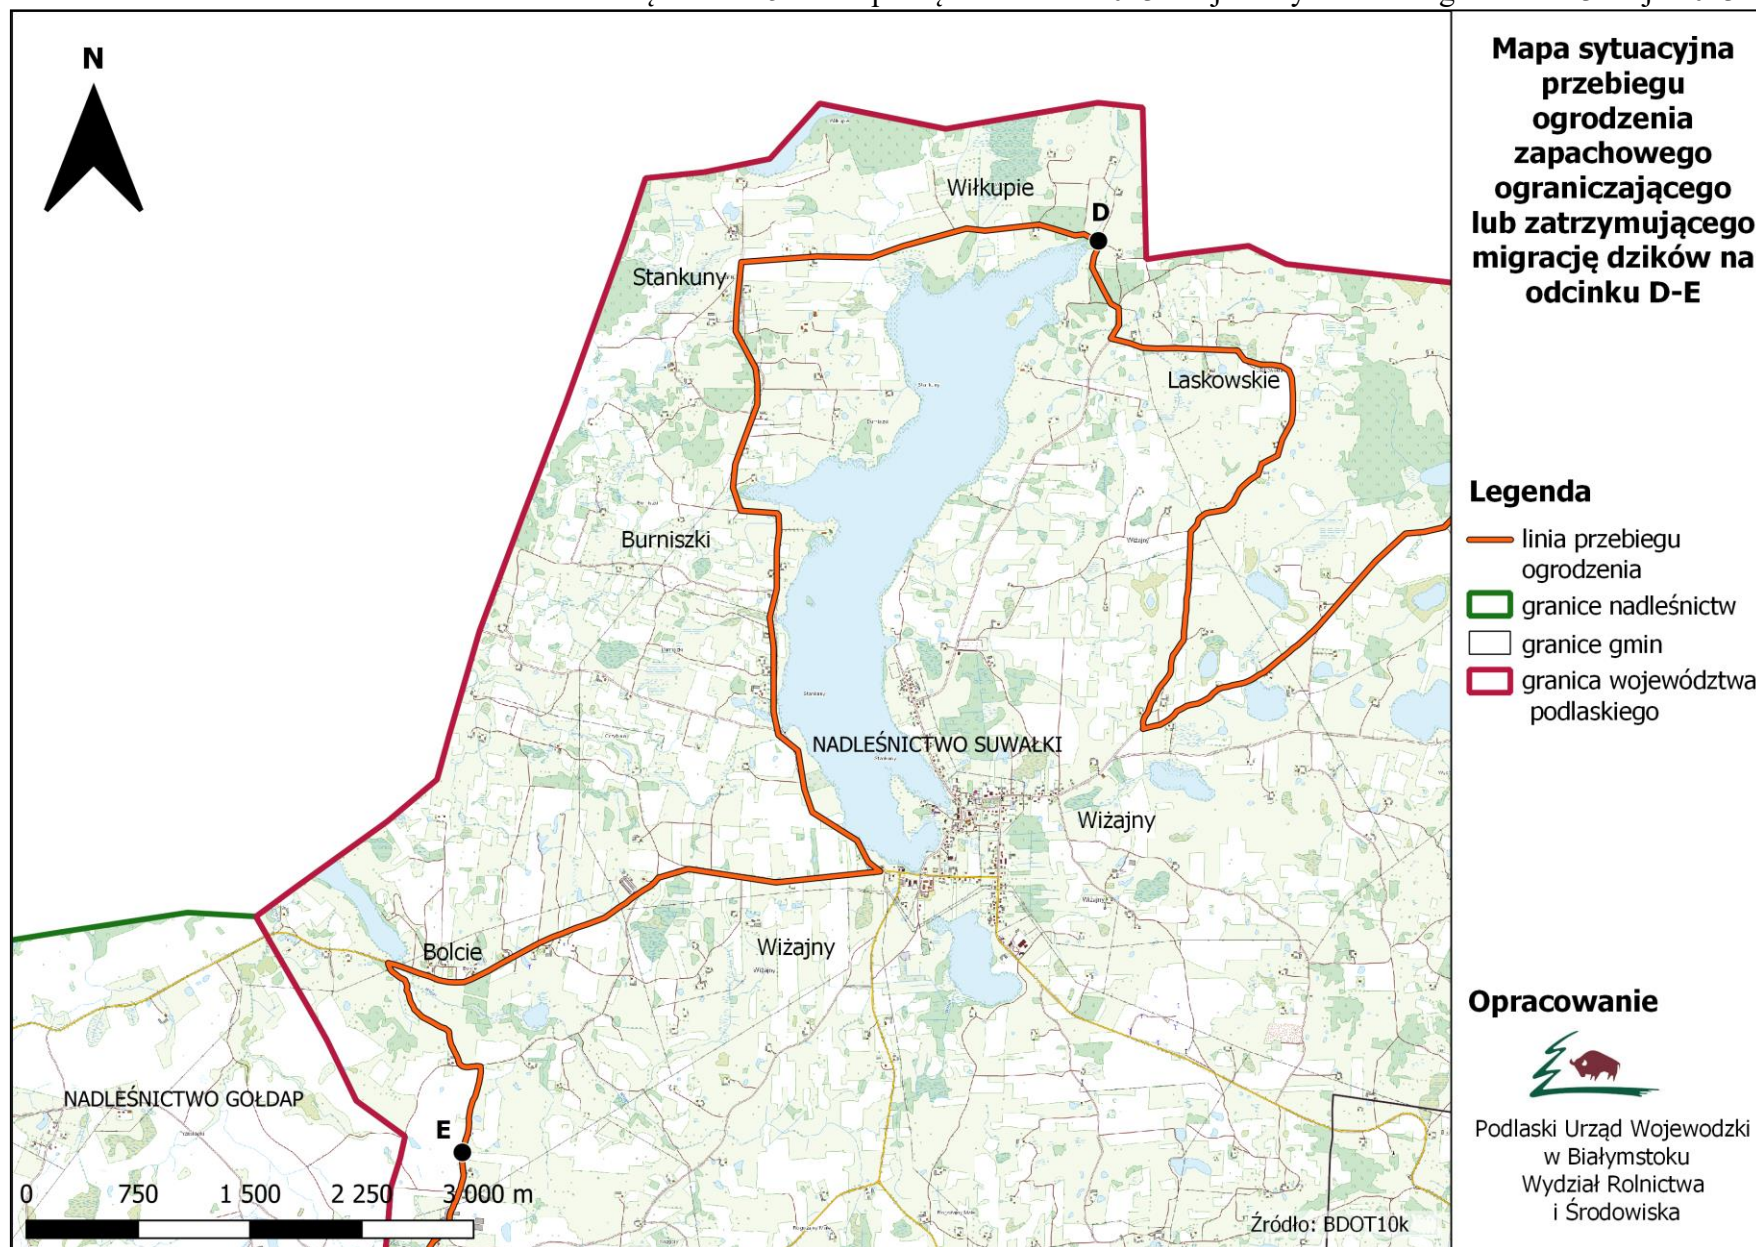 N
Mapa sytuacyjna
przebiegu
ogrodzenia
zapachowego
ograniczającego
lub zatrzymującego
migrację dzików na
odcinku D-E
Wiłkupie
D
Stankuny
Laskowskie
Burniszki
NADLEŚNICTWO SUWAŁKI
Wiżajny
Wiżajny
Bolcie
NADLEŚNICTWO GOŁDAP
E
Legenda
linia przebiegu
ogrodzenia
granice nadleśnictw
granice gmin
granica województwa
podlaskiego
Opracowanie
Podlaski Urząd Wojewodzki
w Białymstoku
Wydział Rolnictwa
i Środowiska
0 750 1 500 2 250 3 000 m
Źródło: BDOT10k